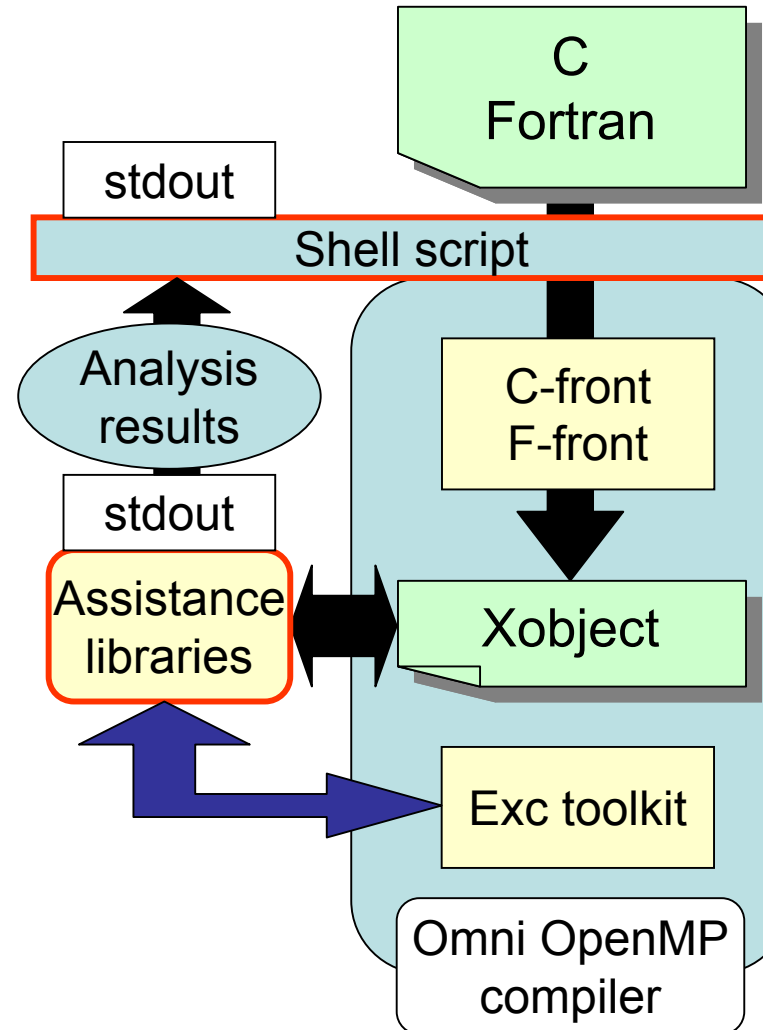 C
Fortran
stdout
Shell script
Analysis
results
C-front
F-front
stdout
Assistance
libraries
Xobject
Exc toolkit
Omni OpenMP
compiler